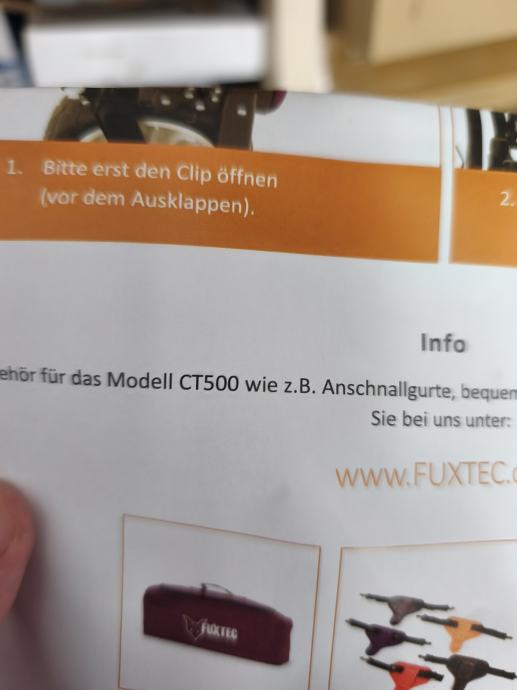 1. Bitte erst den Clip öffnen
(vor dem Ausklappen).
2.
Info
ehör für das Modell CT500 wie z.B. Anschnallgurte, bequem
Sie bei uns unter:
www.FUXTEC.
FUXTEC